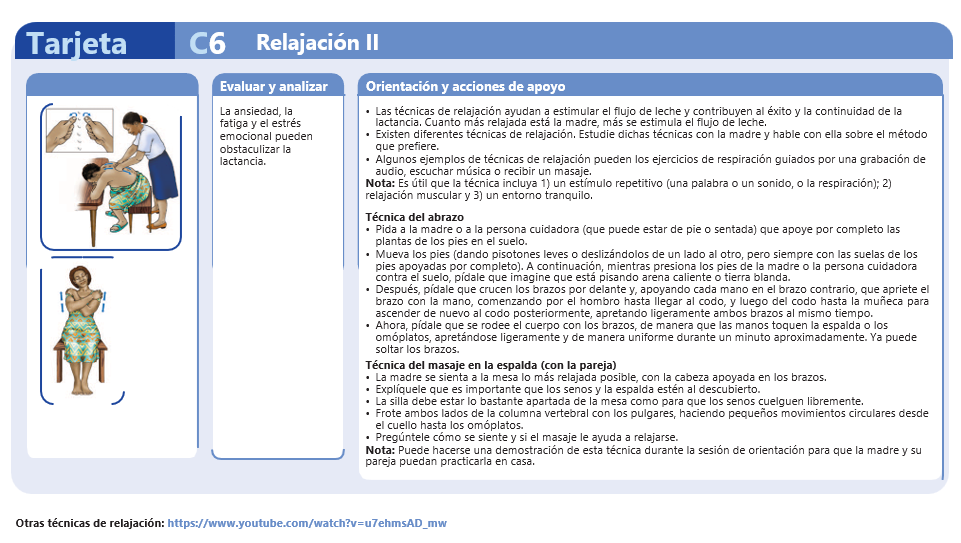 Tarjeta C6 Relajación II
Evaluar y analizar
La ansiedad, la
fatiga y el estrés
emocional pueden
obstaculizar la
lactancia.
Orientación y acciones de apoyo
• Las técnicas de relajación ayudan a estimular el flujo de leche y contribuyen al éxito y la continuidad de la
lactancia. Cuanto más relajada está la madre, más se estimula el flujo de leche.
• Existen diferentes técnicas de relajación. Estudie dichas técnicas con la madre y hable con ella sobre el método
que prefiere.
• Algunos ejemplos de técnicas de relajación pueden los ejercicios de respiración guiados por una grabación de
audio, escuchar música o recibir un masaje.
Nota: Es útil que la técnica incluya 1) un estímulo repetitivo (una palabra o un sonido, o la respiración); 2)
relajación muscular y 3) un entorno tranquilo.
Técnica del abrazo
• Pida a la madre o a la persona cuidadora (que puede estar de pie o sentada) que apoye por completo las
plantas de los pies en el suelo.
• Mueva los pies (dando pisotones leves o deslizándolos de un lado al otro, pero siempre con las suelas de los
pies apoyadas por completo). A continuación, mientras presiona los pies de la madre o la persona cuidadora
contra el suelo, pídale que imagine que está pisando arena caliente o tierra blanda.
• Después, pídale que crucen los brazos por delante y, apoyando cada mano en el brazo contrario, que apriete el
brazo con la mano, comenzando por el hombro hasta llegar al codo, y luego del codo hasta la muñeca para
ascender de nuevo al codo posteriormente, apretando ligeramente ambos brazos al mismo tiempo.
• Ahora, pídale que se rodee el cuerpo con los brazos, de manera que las manos toquen la espalda o los
omóplatos, apretándose ligeramente y de manera uniforme durante un minuto aproximadamente. Ya puede
soltar los brazos.
Técnica del masaje en la espalda (con la pareja)
• La madre se sienta a la mesa lo más relajada posible, con la cabeza apoyada en los brazos.
• Explíquele que es importante que los senos y la espalda estén al descubierto.
• La silla debe estar lo bastante apartada de la mesa como para que los senos cuelguen libremente.
• Frote ambos lados de la columna vertebral con los pulgares, haciendo pequeños movimientos circulares desde
el cuello hasta los omóplatos.
• Pregúntele cómo se siente y si el masaje le ayuda a relajarse.
Nota: Puede hacerse una demostración de esta técnica durante la sesión de orientación para que la madre y su
pareja puedan practicarla en casa.
Otras técnicas de relajación: https://www.youtube.com/watch?v=u7ehmsAD_mw